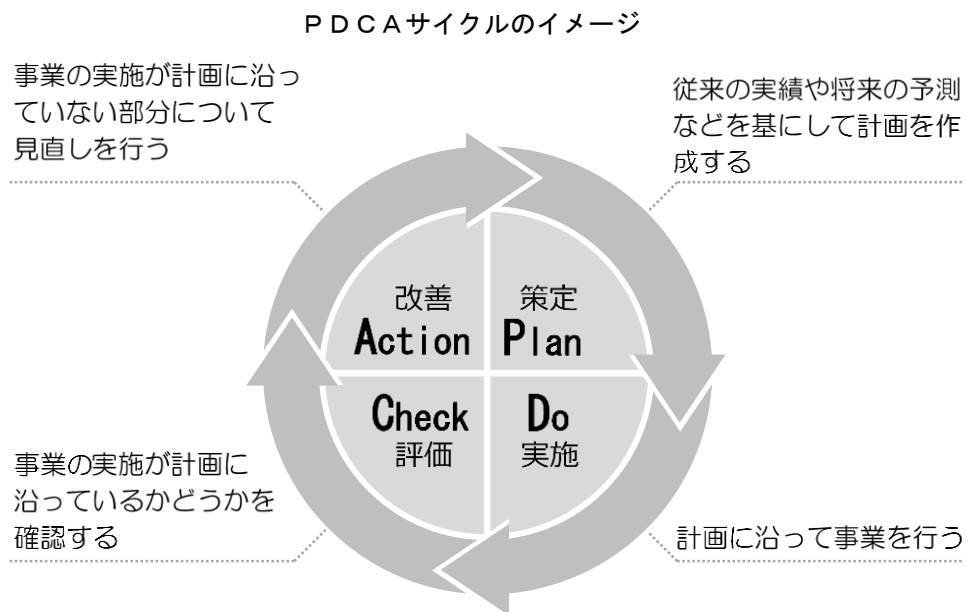 ＰＤＣＡサイクルのイメージ
事業の実施が計画に沿っ
ていない部分について
見直しを行う
従来の実績や将来の予測
などを基にして計画を作
成する
改善
Action
策定
Plan
Check
評価
Do
実施
事業の実施が計画に
沿っているかどうかを
確認する
計画に沿って事業を行う